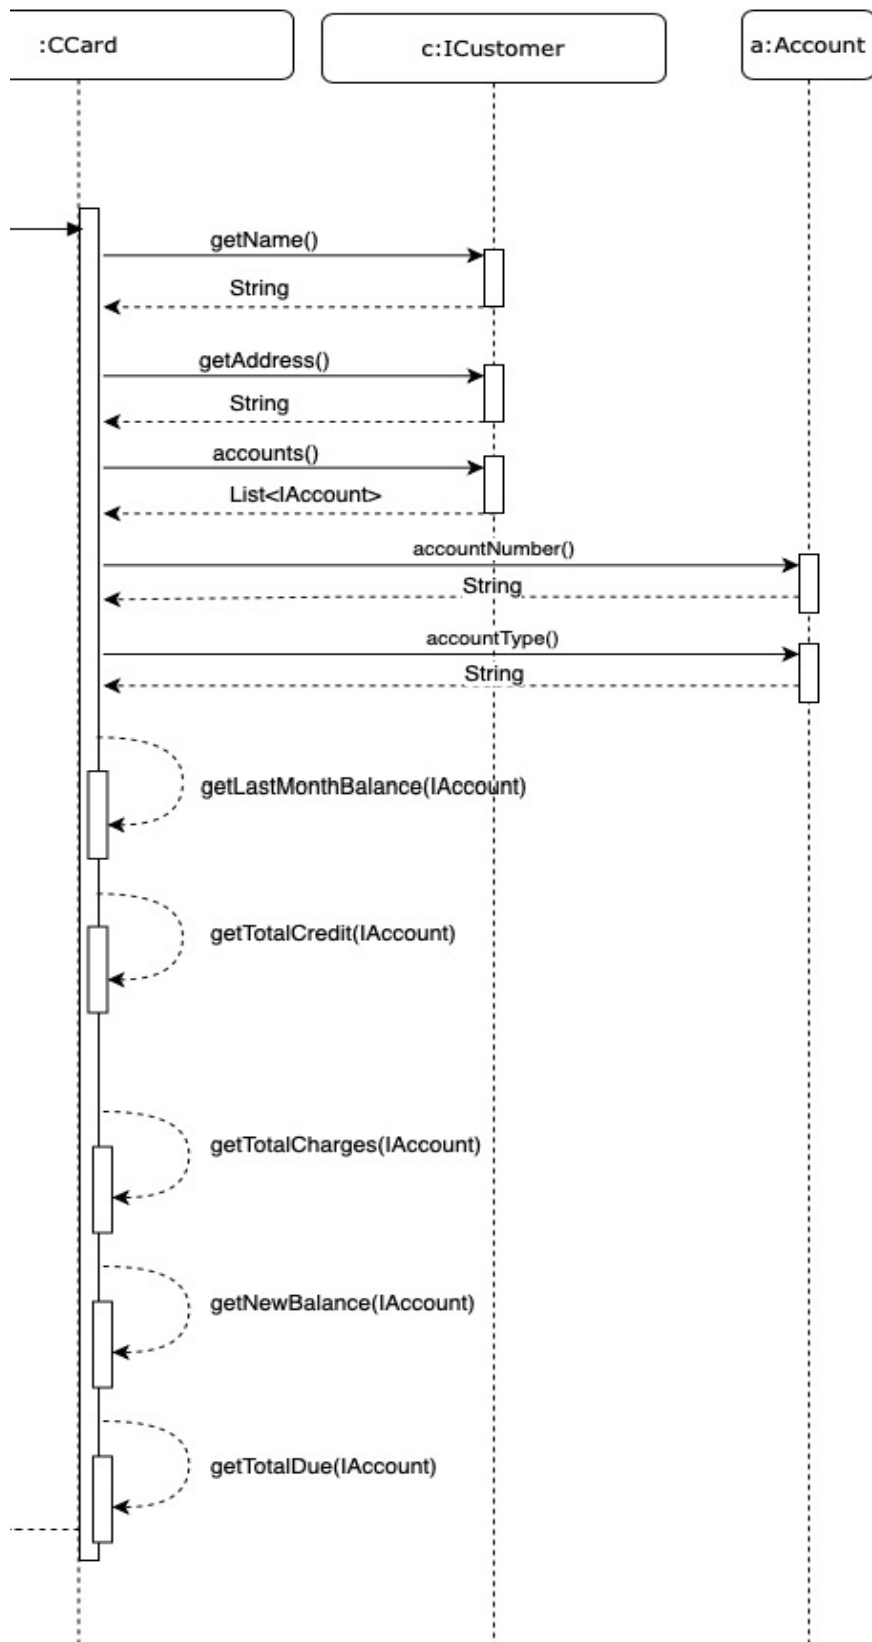 :CCard
c:ICustomer
a:Account
getName()
String
getAddress()
String
accounts()
List<IAccount>
accountNumber()
String
accountType()
String
getLastMonthBalance(IAccount)
getTotalCredit(IAccount)
getTotalCharges(IAccount)
getNewBalance(IAccount)
getTotalDue(IAccount)